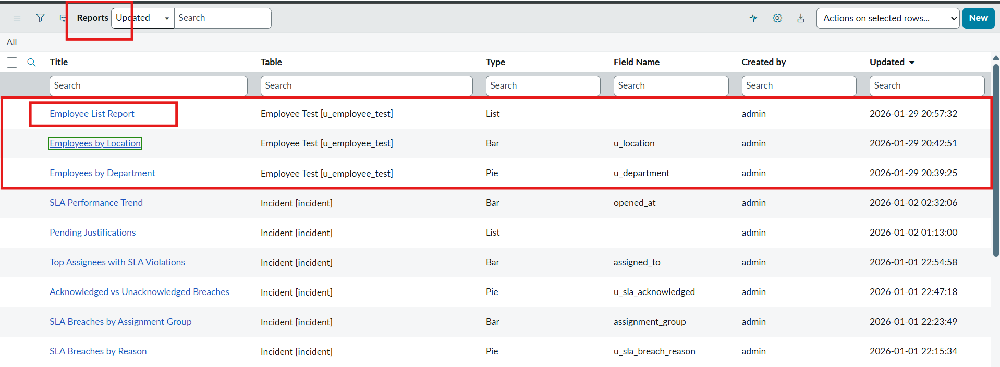 Reports Updated Search Actions on selected rows... New
All
Title Table Type Field Name Created by Updated
Search Search Search Search Search Search
Employee List Report Employee Test [u_employee_test] List admin 2026-01-29 20:57:32
Employees by Location Employee Test [u_employee_test] Bar u_location admin 2026-01-29 20:42:51
Employees by Department Employee Test [u_employee_test] Pie u_department admin 2026-01-29 20:39:25
SLA Performance Trend Incident [incident] Bar opened_at admin 2026-01-02 02:32:06
Pending Justifications Incident [incident] List admin 2026-01-02 01:13:00
Top Assignees with SLA Violations Incident [incident] Bar assigned_to admin 2026-01-01 22:54:58
Acknowledged vs Unacknowledged Breaches Incident [incident] Pie u_sla_acknowledged admin 2026-01-01 22:47:18
SLA Breaches by Assignment Group Incident [incident] Bar assignment_group admin 2026-01-01 22:23:49
SLA Breaches by Reason Incident [incident] Pie u_sla_breach_reason admin 2026-01-01 22:15:34